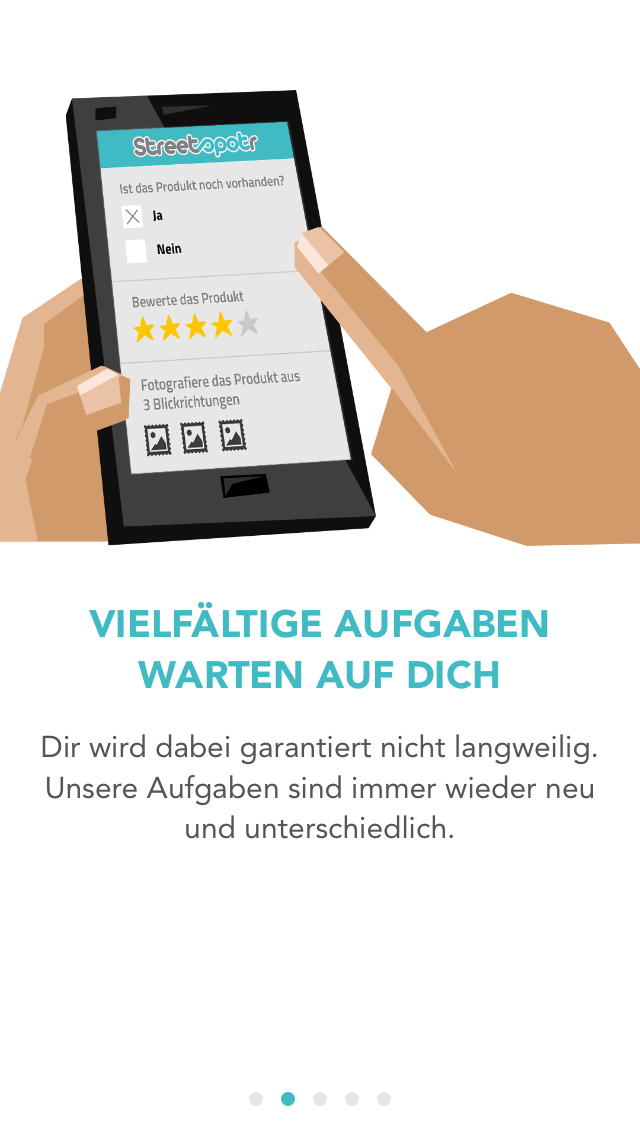 Streetspotr
Ist das Produkt noch vorhanden?
Ja
Nein
Bewerte das Produkt
Fotografiere das Produkt aus
3 Blickrichtungen
VIELFÄLTIGE AUFGABEN
WARTEN AUF DICH
Dir wird dabei garantiert nicht langweilig.
Unsere Aufgaben sind immer wieder neu
und unterschiedlich.